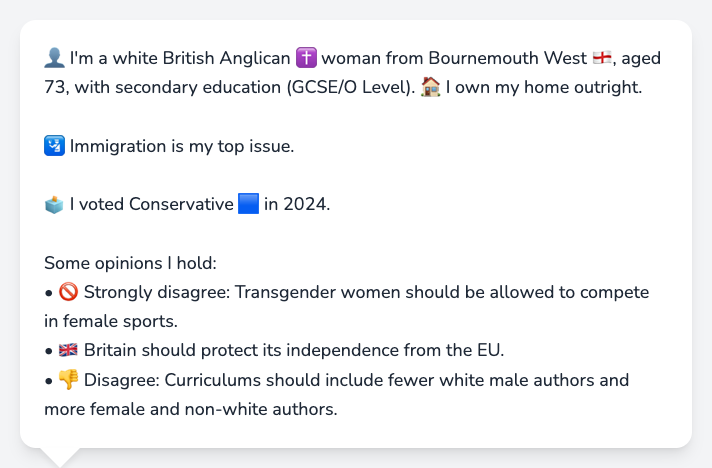 👤 I'm a white British Anglican ✝️ woman from Bournemouth West 🏴󠁧󠁢󠁥󠁮󠁧󠁿, aged
73, with secondary education (GCSE/O Level). 🏠 I own my home outright.
🛂 Immigration is my top issue.
🗳️ I voted Conservative 🟦 in 2024.
Some opinions I hold:
• 🚫 Strongly disagree: Transgender women should be allowed to compete
in female sports.
• 🇬🇧 Britain should protect its independence from the EU.
• 👎 Disagree: Curriculums should include fewer white male authors and
more female and non-white authors.